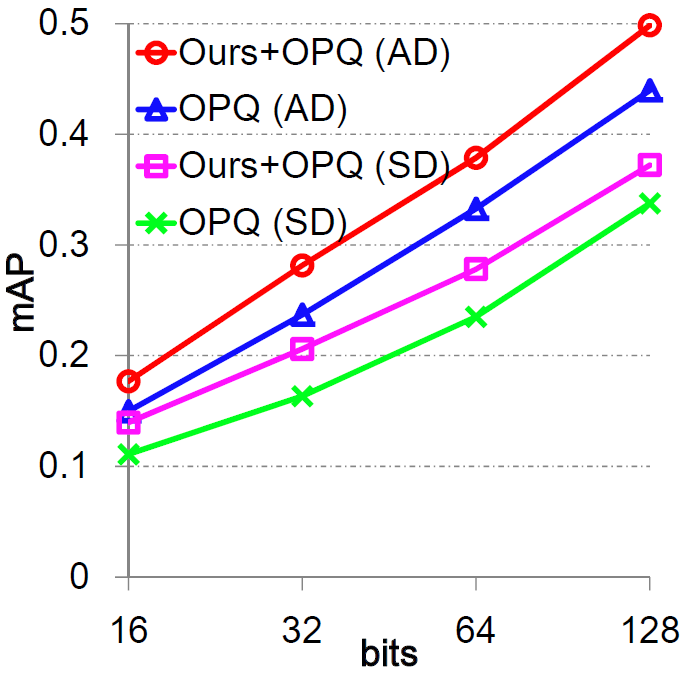 0.5
Ours+OPQ (AD)
OPQ (AD)
0.4
Ours+OPQ (SD)
OPQ (SD)
0.3
mAP
0.2
0.1
0
16 32 64 128
bits